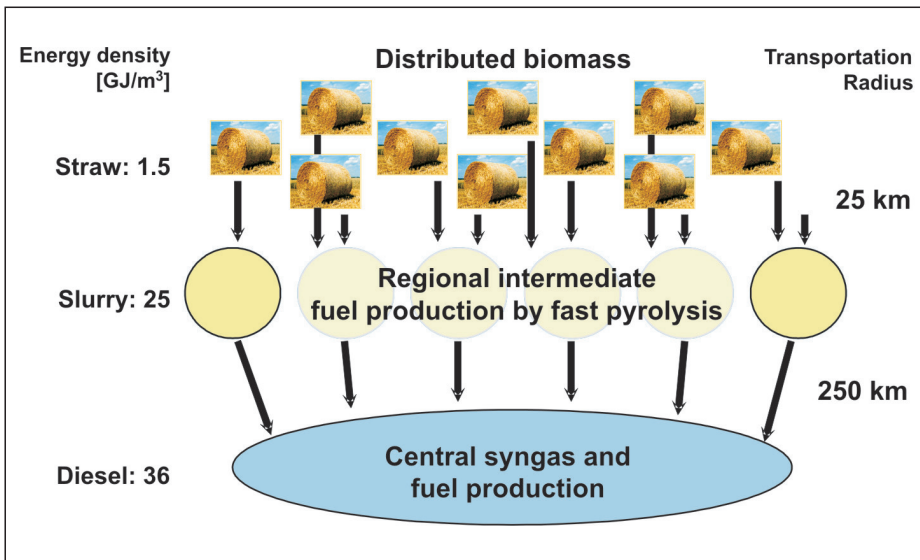 Energy density
[GJ/m³]
Distributed biomass
Transportation
Radius
Straw: 1.5
25 km
Regional intermediate
fuel production by fast pyrolysis
Slurry: 25
250 km
Central syngas and
fuel production
Diesel: 36